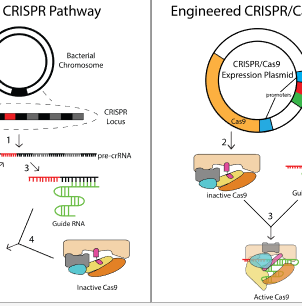 CRISPR Pathway
Bacterial
Chromosome
CRISPR
Locus
1
pre-crRNA
3
Guide RNA
4
Inactive Cas9
Engineered CRISPR/C
CRISPR/Cas9
Expression Plasmid
promoters
Cas9
2
inactive Cas9
Gui
3
Active Cas9